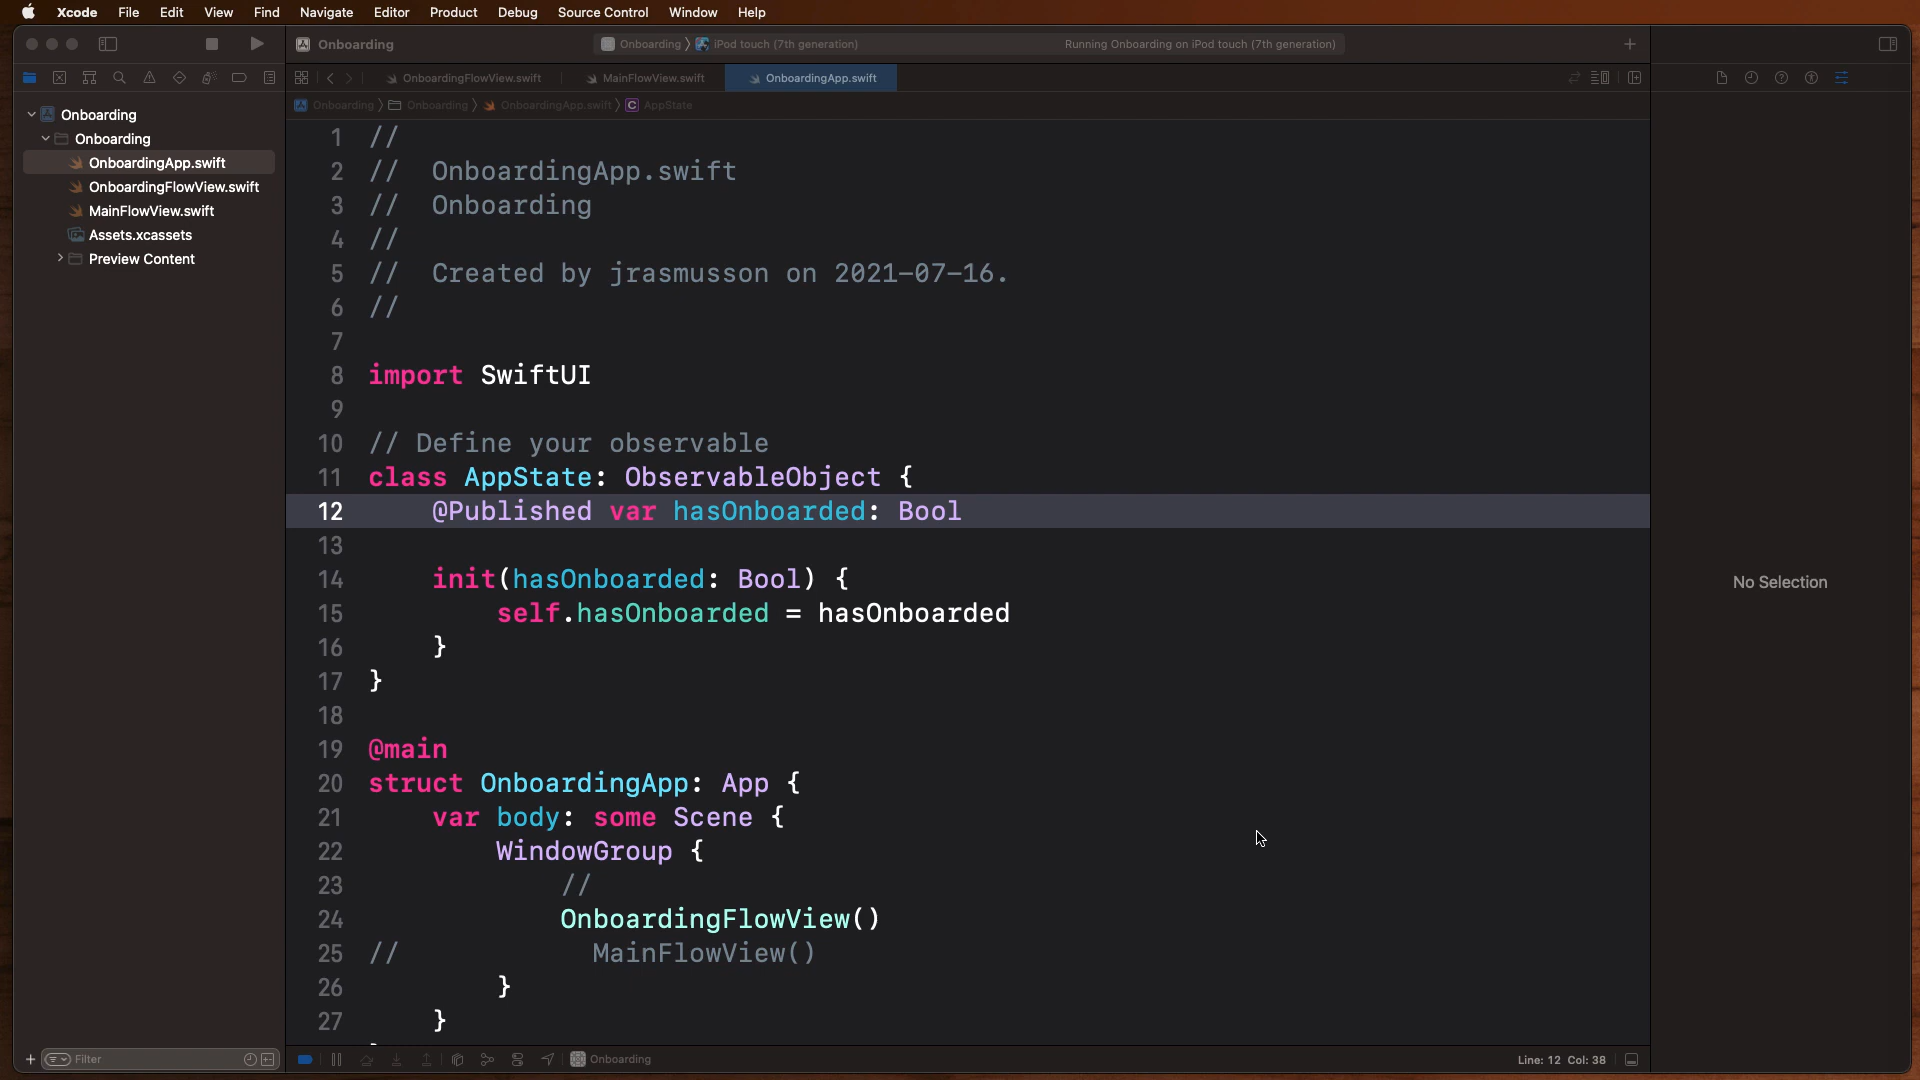 Xcode File Edit View Find Navigate Editor Product Debug Source Control Window Help
Onboarding
Onboarding
iPod touch (7th generation)
Running Onboarding on iPod touch (7th generation)
OnboardingFlowView.swift
MainFlowView.swift
OnboardingApp.swift
Onboarding
Onboarding
OnboardingApp.swift
C AppState
Onboarding
Onboarding
OnboardingApp.swift
OnboardingFlowView.swift
MainFlowView.swift
Assets.xcassets
Preview Content
1 //
2 //  OnboardingApp.swift
3 //  Onboarding
4 //
5 //  Created by jrasmusson on 2021-07-16.
6 //
7
8 import SwiftUI
9
10 // Define your observable
11 class AppState: ObservableObject {
12     @Published var hasOnboarded: Bool
13
14     init(hasOnboarded: Bool) {
15         self.hasOnboarded = hasOnboarded
16     }
17 }
18
19 @main
20 struct OnboardingApp: App {
21     var body: some Scene {
22         WindowGroup {
23             //
24             OnboardingFlowView()
25 //            MainFlowView()
26         }
27     }
No Selection
Filter
Onboarding
Line: 12 Col: 38